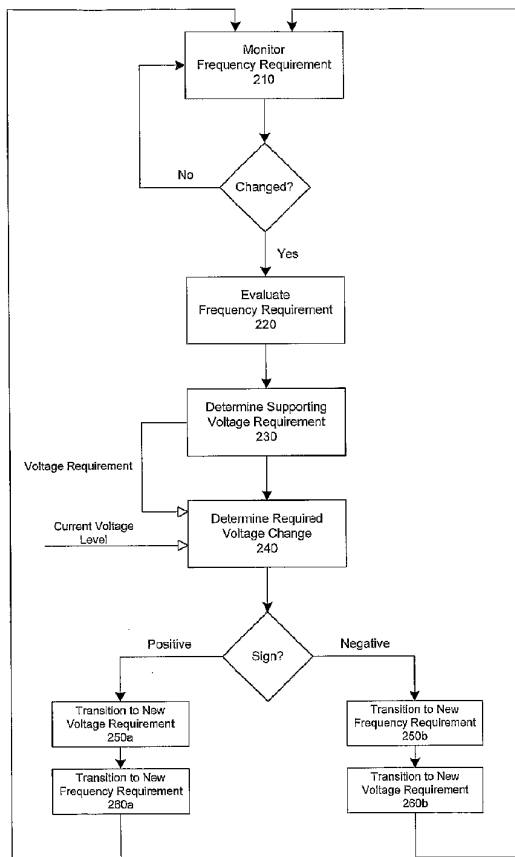 Monitor
Frequency Requirement
210
No
Changed?
Yes
Evaluate
Frequency Requirement
220
Determine Supporting
Voltage Requirement
230
Voltage Requirement
Determine Required
Voltage Change
240
Current Voltage
Level
Positive
Sign?
Negative
Transition to New
Voltage Requirement
250a
Transition to New
Frequency Requirement
250b
Transition to New
Frequency Requirement
260a
Transition to New
Voltage Requirement
260b